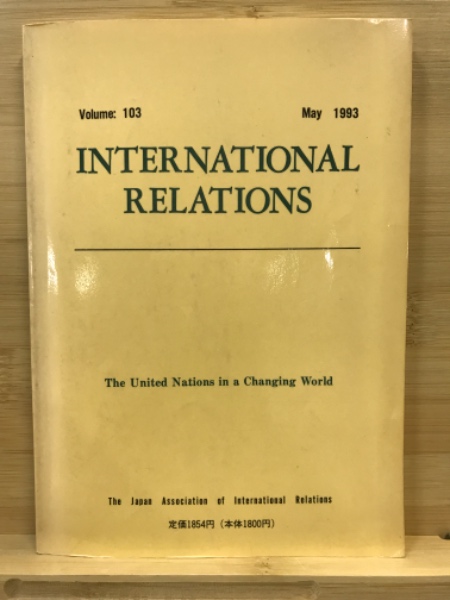 Volume: 103 May 1993
INTERNATIONAL
RELATIONS
The United Nations in a Changing World
The Japan Association of International Relations
定価1854円（本体1800円）